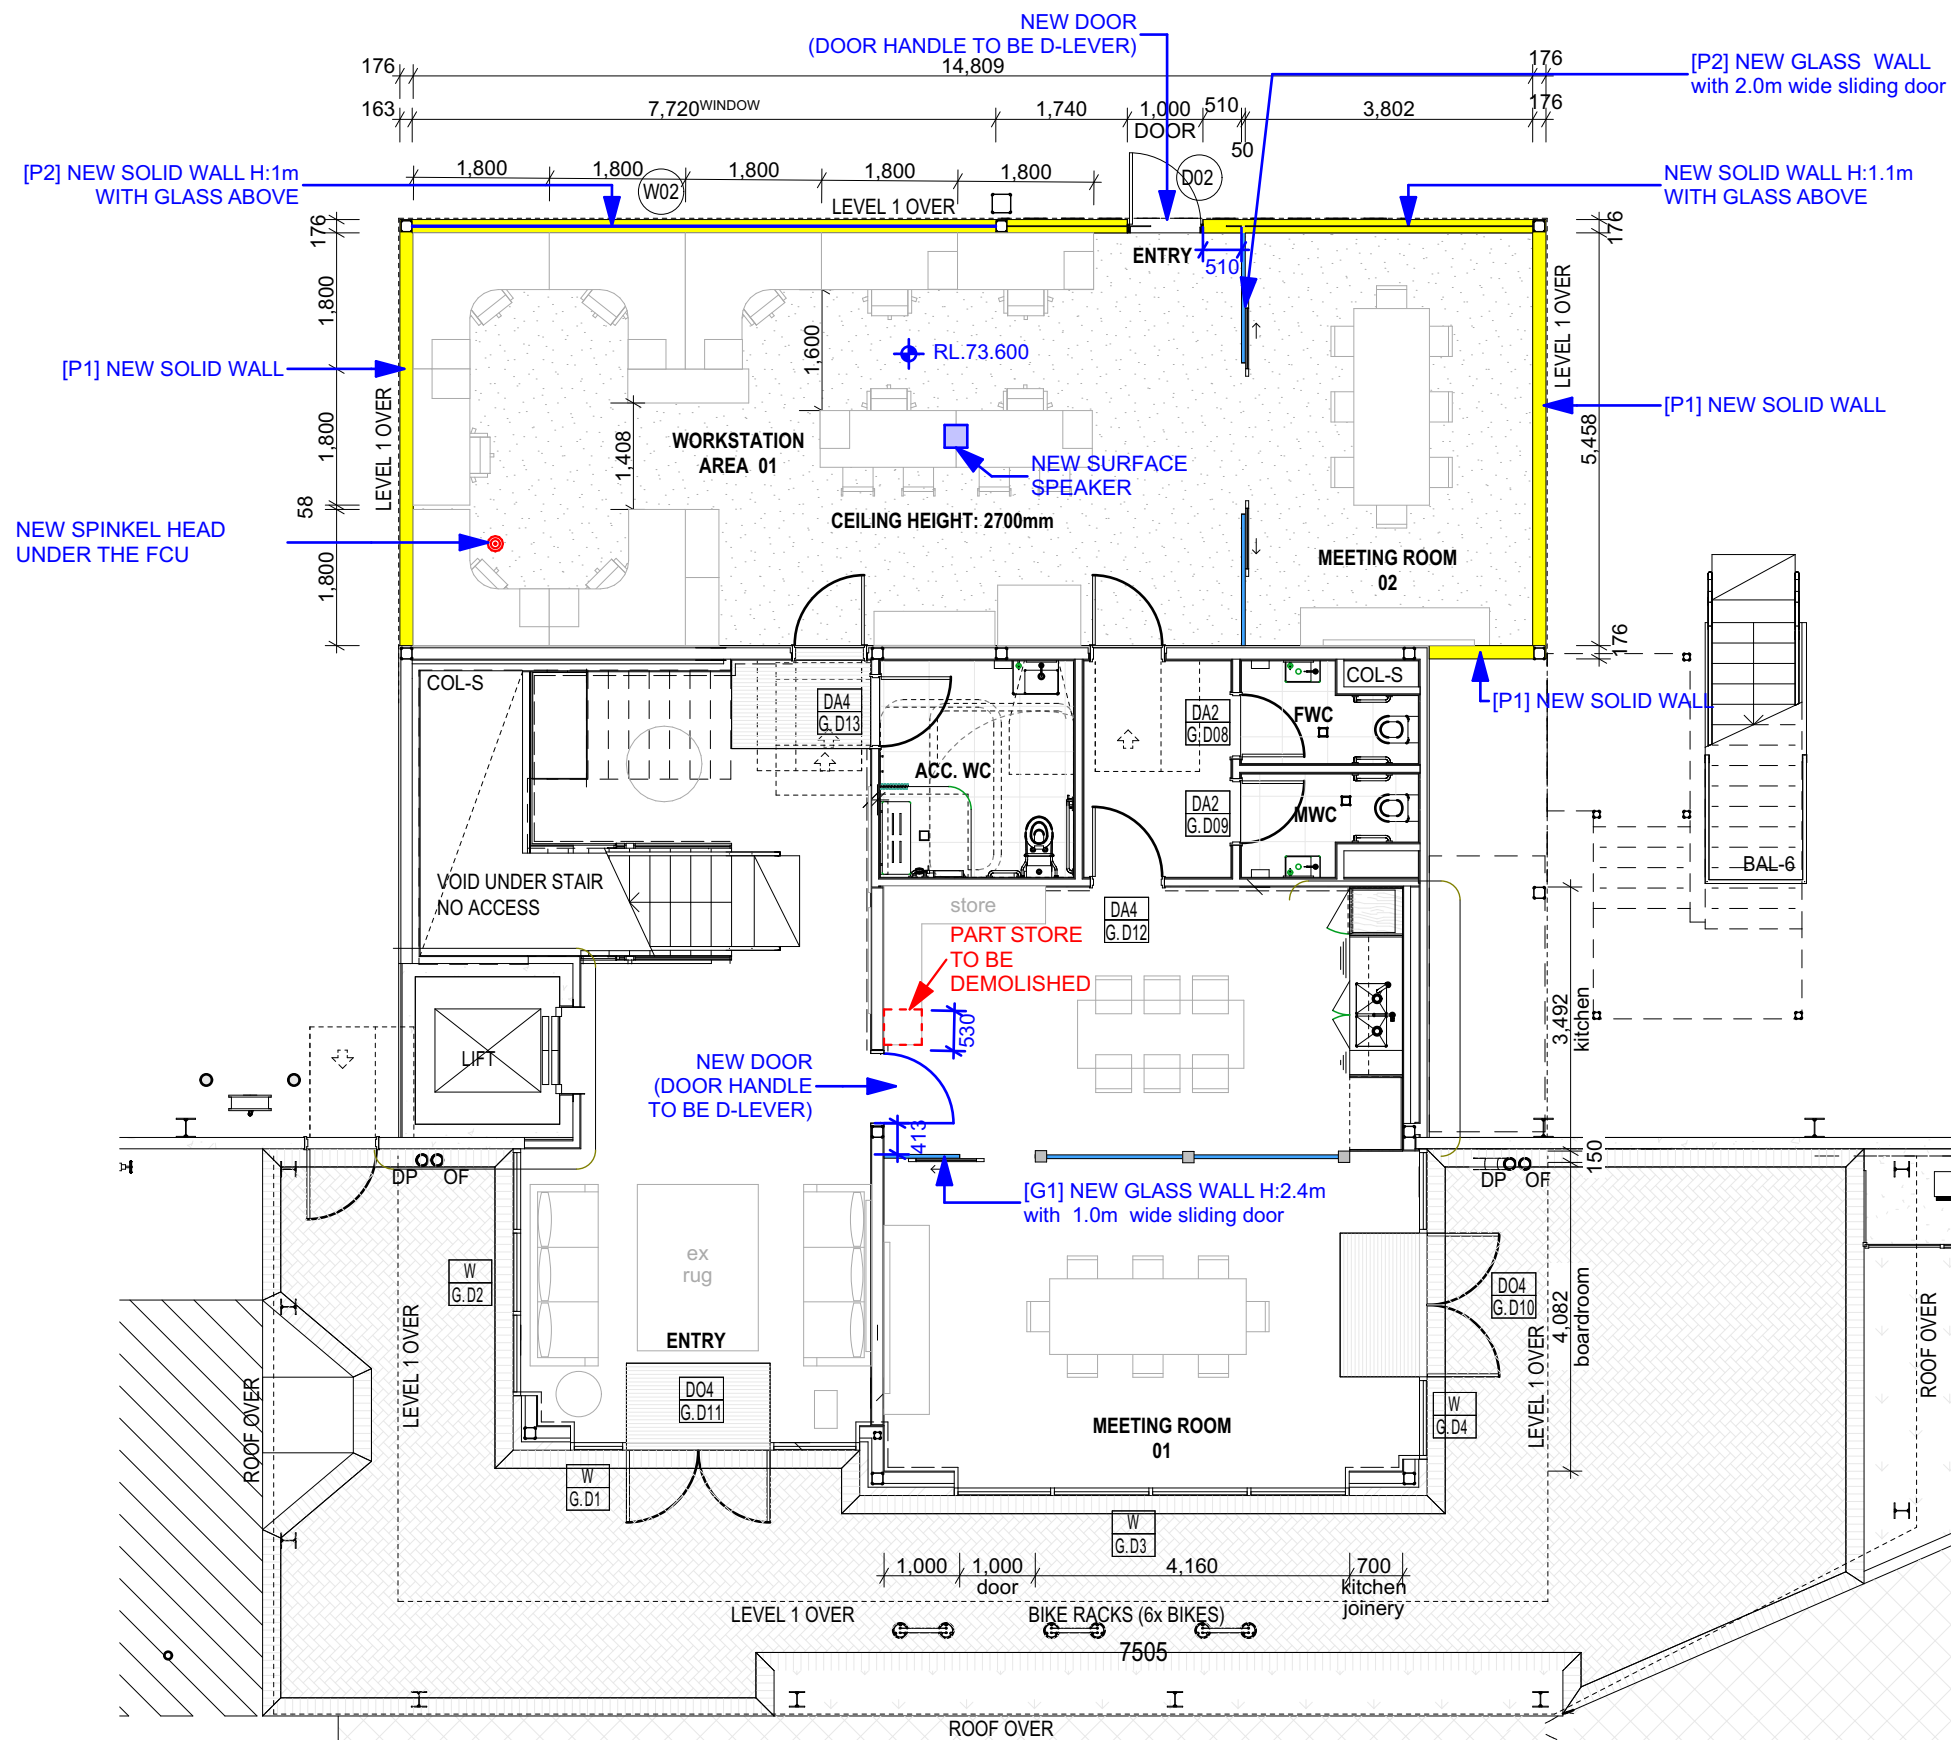 NEW DOOR
(DOOR HANDLE TO BE D-LEVER)
176
14,809
176
[P2] NEW GLASS WALL
with 2.0m wide sliding door
163
7,720 WINDOW
1,740
1,000
DOOR
510
50
3,802
176
[P2] NEW SOLID WALL H:1m
WITH GLASS ABOVE
1,800
1,800
1,800
1,800
1,800
W02
D02
LEVEL 1 OVER
NEW SOLID WALL H:1.1m
WITH GLASS ABOVE
176
176
ENTRY
510
1,800
LEVEL 1 OVER
1,600
RL.73.600
[P1] NEW SOLID WALL
LEVEL 1 OVER
[P1] NEW SOLID WALL
1,800
1,408
WORKSTATION
AREA 01
NEW SURFACE
SPEAKER
5,458
58
CEILING HEIGHT: 2700mm
NEW SPINKEL HEAD
UNDER THE FCU
MEETING ROOM
02
1,800
176
COL-S
DA4
G.D13
DA2
G.D08
COL-S
FWC
[P1] NEW SOLID WALL
ACC. WC
DA2
G.D09
MWC
BAL-6
VOID UNDER STAIR
NO ACCESS
store
DA4
G.D12
PART STORE
TO BE
DEMOLISHED
530
3,492
kitchen
LIFT
NEW DOOR
(DOOR HANDLE
TO BE D-LEVER)
413
150
DP
OF
DP
OF
[G1] NEW GLASS WALL H:2.4m
with 1.0m wide sliding door
ex
rug
W
G.D2
DO4
G.D10
4,082
boardroom
LEVEL 1 OVER
LEVEL 1 OVER
ROOF OVER
ROOF OVER
ENTRY
DO4
G.D11
W
G.D4
MEETING ROOM
01
W
G.D1
W
G.D3
1,000
1,000
door
4,160
700
kitchen
joinery
LEVEL 1 OVER
BIKE RACKS (6x BIKES)
7505
ROOF OVER